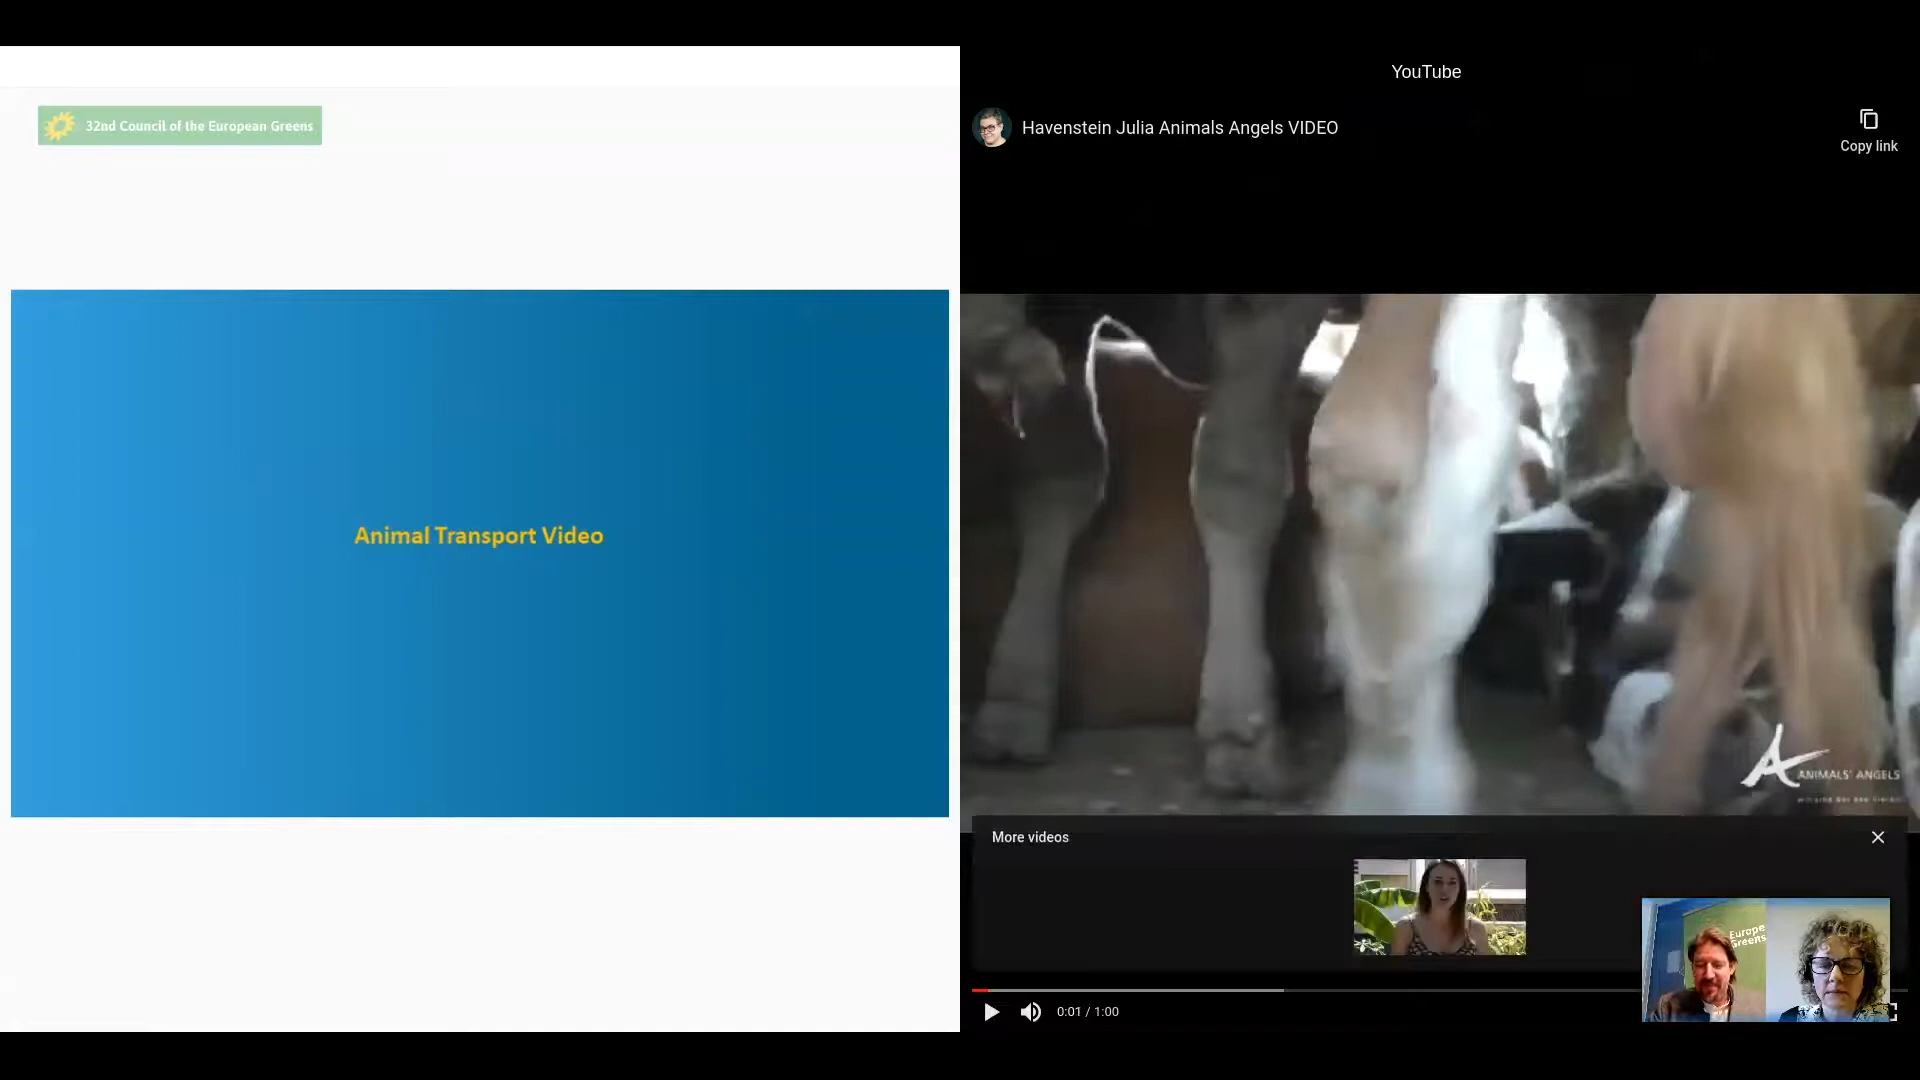 32nd Council of the European Greens
Animal Transport Video
YouTube
Havenstein Julia Animals Angels VIDEO
Copy link
ANIMALS' ANGELS
More videos
Europe
Greens
0:01 / 1:00